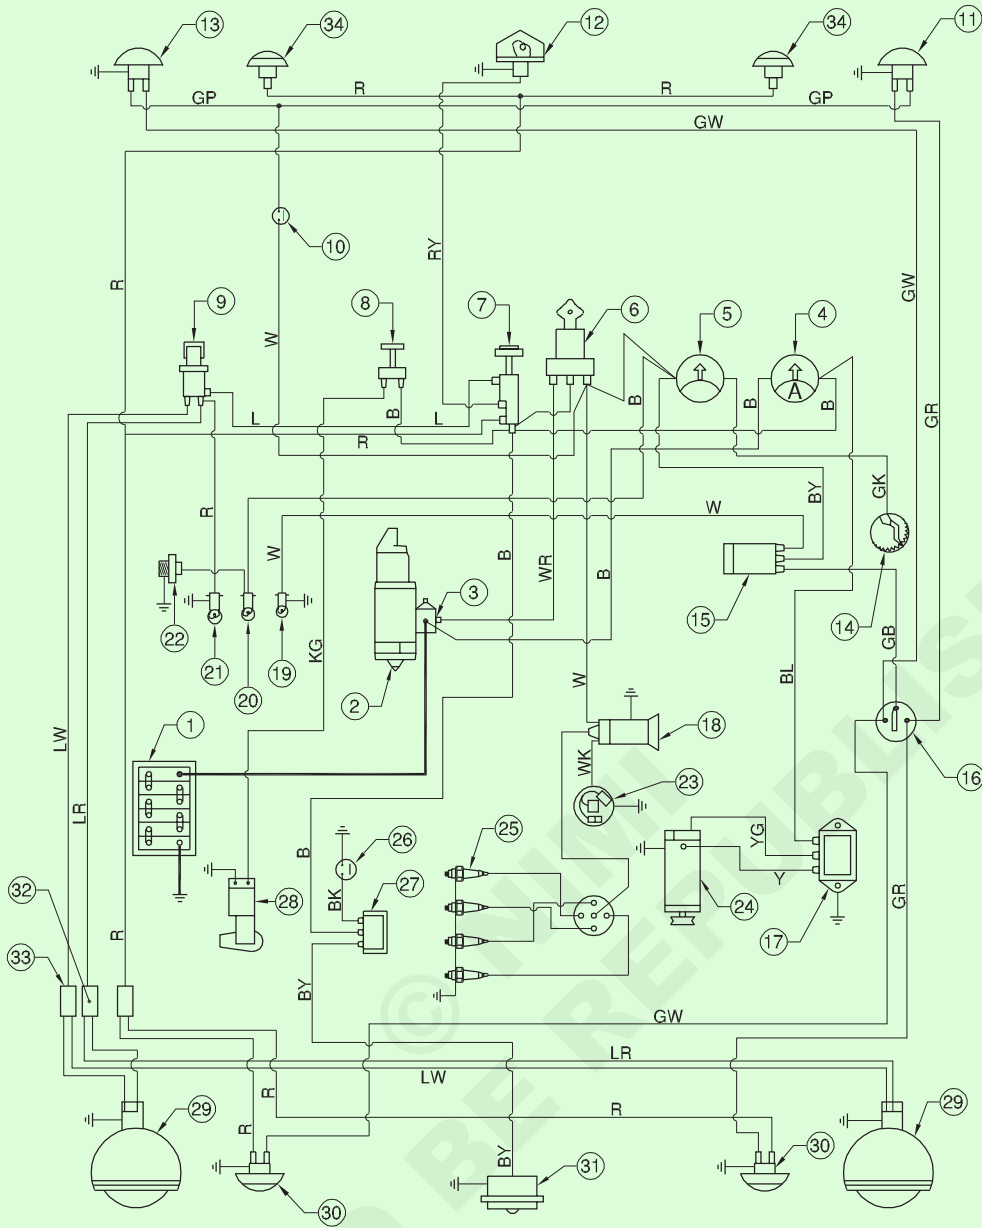 13
34
12
34
11
R
R
GP
GP
GW
10
RY
R
W
GW
9
8
7
6
5
4
A
GR
L
L
B
R
B
B
B
R
W
W
BY
GK
B
WR
B
3
15
14
22
21
20
19
KG
2
W
BL
GB
1
18
16
LW
WK
23
LR
B
26
25
YG
Y
24
GR
32
28
BK
27
17
33
R
BY
GW
LR
LW
R
R
R
29
30
BY
31
30
29
© NIMI
O BE REPUBLIS